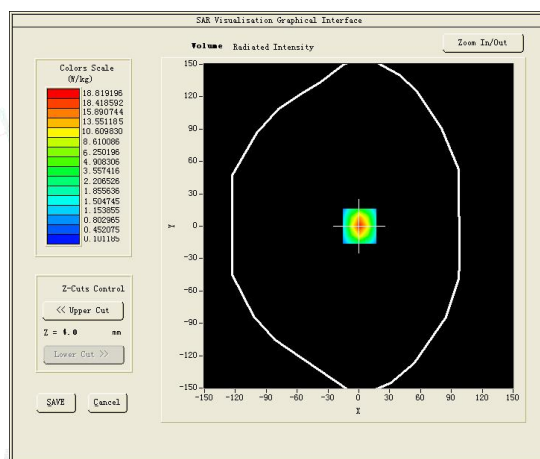 SAR Visualisation Graphical Interface
Volume Radiated Intensity
Zoom In/Out
Colors Scale
(W/kg)
18.819196
18.418592
15.890744
13.551185
10.609830
8.610086
6.250196
4.908306
3.557416
2.206526
1.855636
1.504745
1.153855
0.802965
0.452075
0.101185
Z-Cuts Control
<< Upper Cut
Z = 4.0 mm
Lower Cut >>
SAVE
Cancel
150
120
90
60
30
0
-30
-60
-90
-120
-150
Y
-150 -120 -90 -60 -30 0 30 60 90 120 150
X